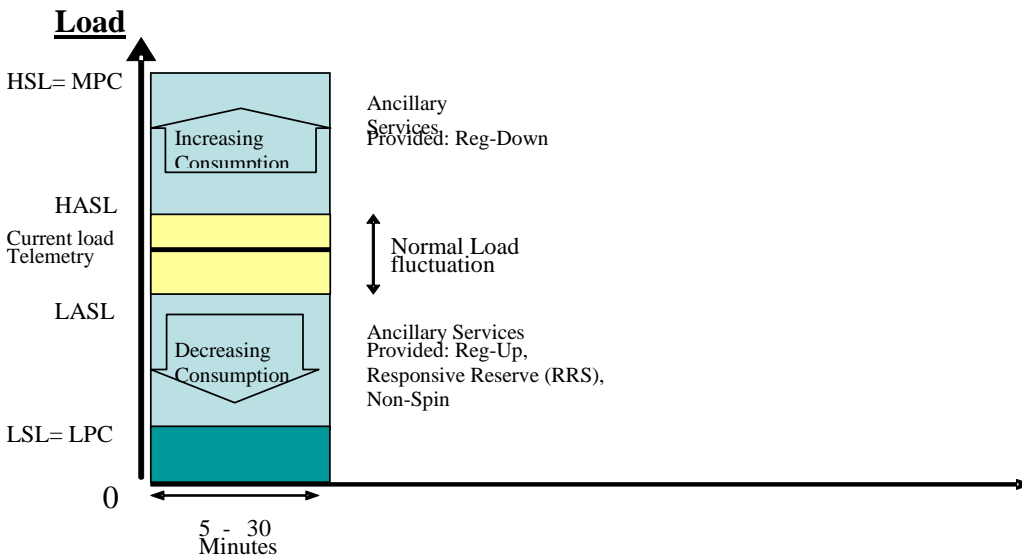 Load
HSL= MPC
Ancillary
Services
Provided: Reg-Down
Increasing
Consumption
HASL
Current load
Telemetry
Normal Load
fluctuation
LASL
Ancillary Services
Provided: Reg-Up,
Responsive Reserve (RRS),
Non-Spin
Decreasing
Consumption
LSL= LPC
0
5 - 30
Minutes